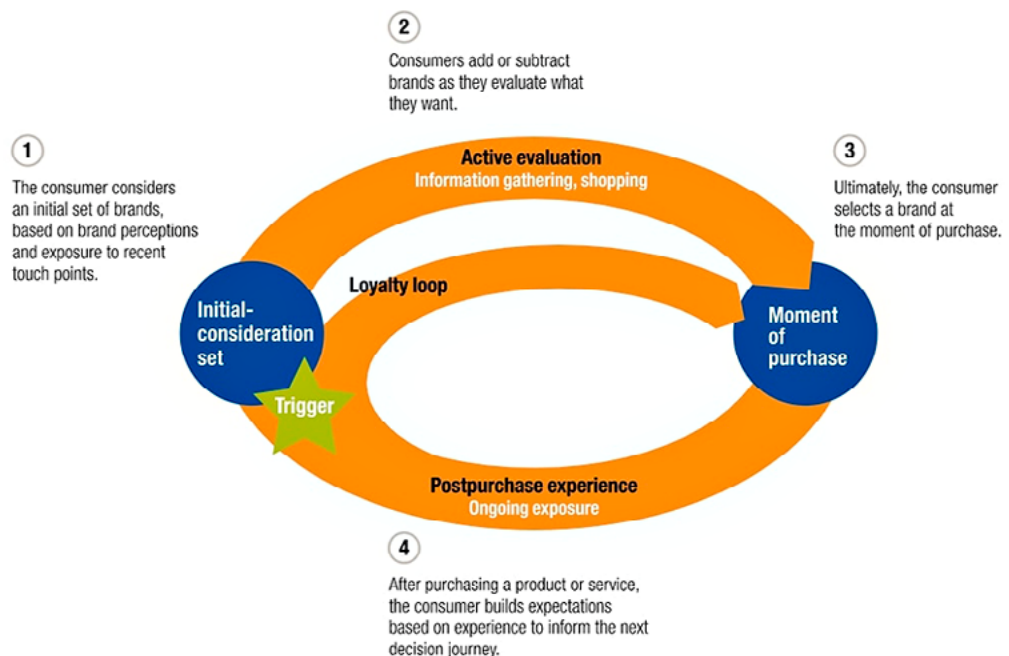 2
Consumers add or subtract
brands as they evaluate what
they want.
1
The consumer considers
an initial set of brands,
based on brand perceptions
and exposure to recent
touch points.
3
Ultimately, the consumer
selects a brand at
the moment of purchase.
Active evaluation
Information gathering, shopping
Loyalty loop
Initial-
consideration
set
Moment
of
purchase
Trigger
Postpurchase experience
Ongoing exposure
4
After purchasing a product or service,
the consumer builds expectations
based on experience to inform the next
decision journey.